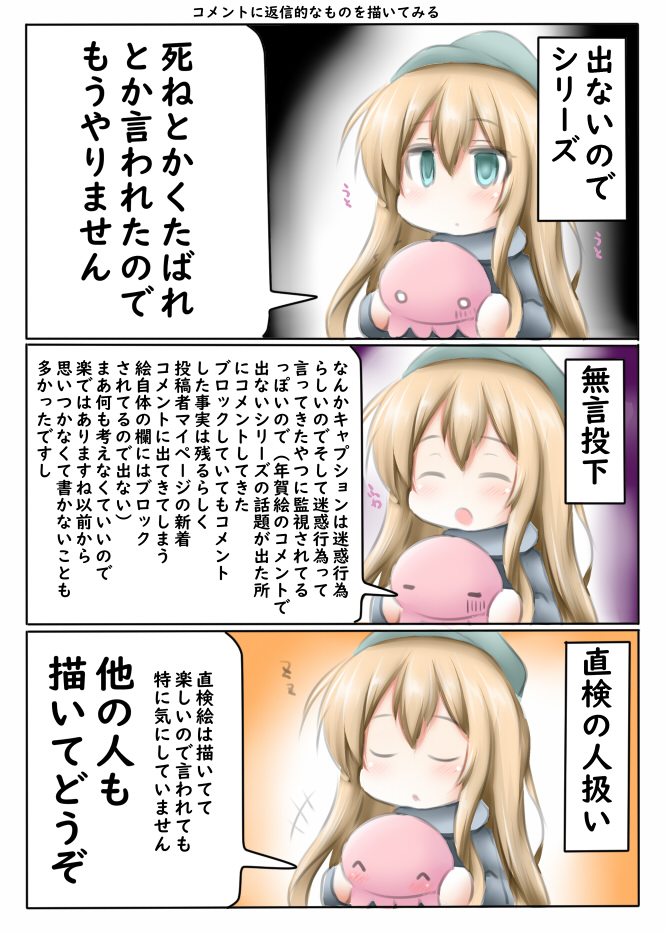 コメントに返信的なものを描いてみる
出ないので
シリーズ
死ねとかくたばれ
とか言われたので
もうやりません
うと
うと
無言投下
なんかキャプションは迷惑行為
らしいのでそして迷惑行為って
言ってきたやつに監視されてる
っぽいので（年賀絵のコメントで
出ないシリーズの話題が出た所
にコメントしてきた
ブロックしていてもコメント
した事実は残るらしく
投稿者マイページの新着
コメントに出てきてしまう
絵自体の欄にはブロック
されてるので出ない）
まあ何も考えなくていいので
楽ではありますね以前から
思いつかなくて書かないことも
多かったですし
ふわ
直検の人扱い
直検絵は描いてて
楽しいので言われても
特に気にしていません
他の人も
描いてどうぞ